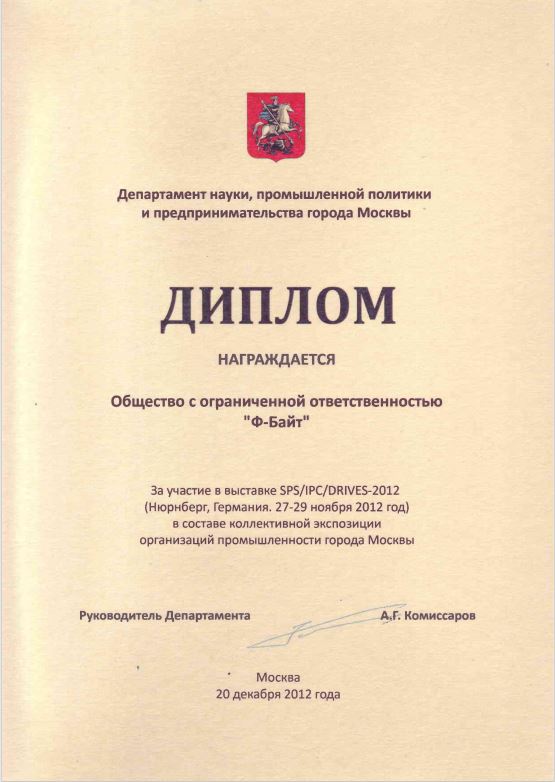 Департамент науки, промышленной политики
и предпринимательства города Москвы
ДИПЛОМ
НАГРАЖДАЕТСЯ
Общество с ограниченной ответственностью
"Ф-Байт"
За участие в выставке SPS/IPC/DRIVES-2012
(Нюрнберг, Германия. 27-29 ноября 2012 год)
в составе коллективной экспозиции
организаций промышленности города Москвы
Руководитель Департамента А.Г. Комиссаров
Москва
20 декабря 2012 года